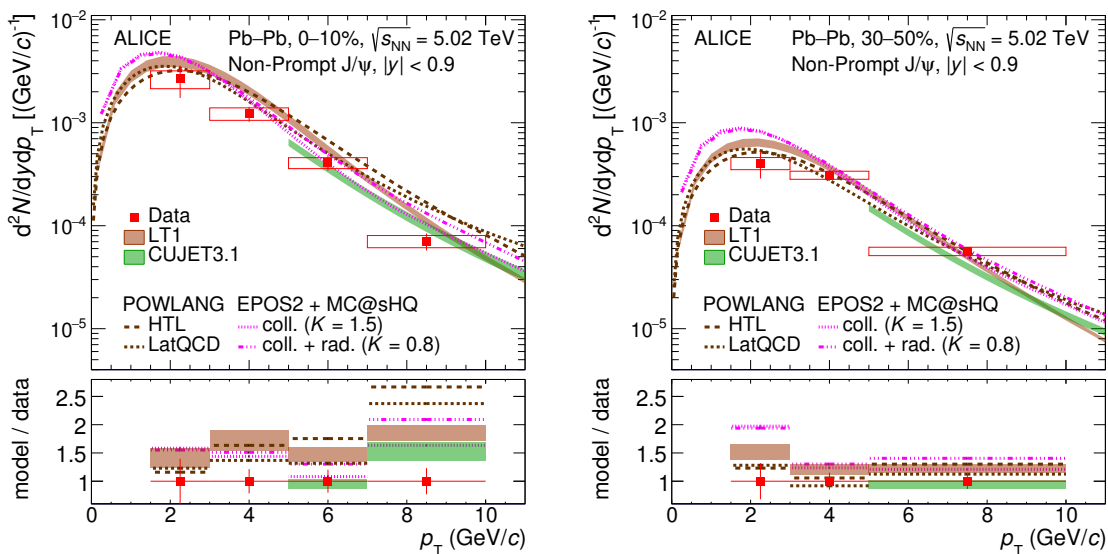 ALICE Pb–Pb, 0–10%, √sNN = 5.02 TeV
Non-Prompt J/ψ, |y| < 0.9
d²N/dydpT [(GeV/c)⁻¹]
10⁻²
10⁻³
10⁻⁴
10⁻⁵
Data
LT1
CUJET3.1
POWLANG EPOS2 + MC@sHQ
HTL coll. (K = 1.5)
LatQCD coll. + rad. (K = 0.8)
model / data
2.5
2
1.5
1
0 2 4 6 8 10
pT (GeV/c)
ALICE Pb–Pb, 30–50%, √sNN = 5.02 TeV
Non-Prompt J/ψ, |y| < 0.9
d²N/dydpT [(GeV/c)⁻¹]
10⁻²
10⁻³
10⁻⁴
10⁻⁵
Data
LT1
CUJET3.1
POWLANG EPOS2 + MC@sHQ
HTL coll. (K = 1.5)
LatQCD coll. + rad. (K = 0.8)
model / data
2.5
2
1.5
1
0 2 4 6 8 10
pT (GeV/c)